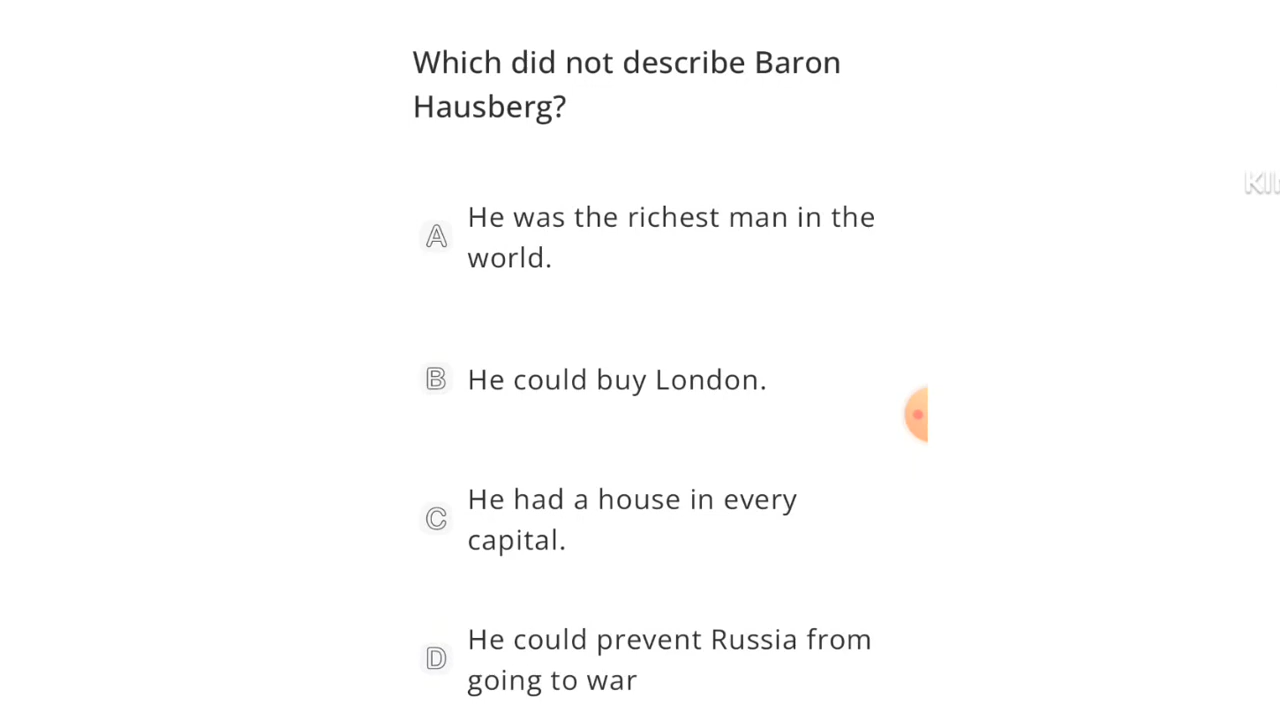 Which did not describe Baron
Hausberg?
A
He was the richest man in the
world.
B He could buy London.
C
He had a house in every
capital.
D
He could prevent Russia from
going to war